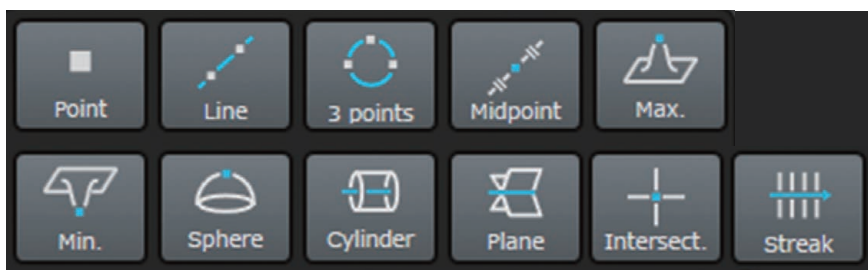 Point Line 3 points Midpoint Max.
Min. Sphere Cylinder Plane Intersect. Streak